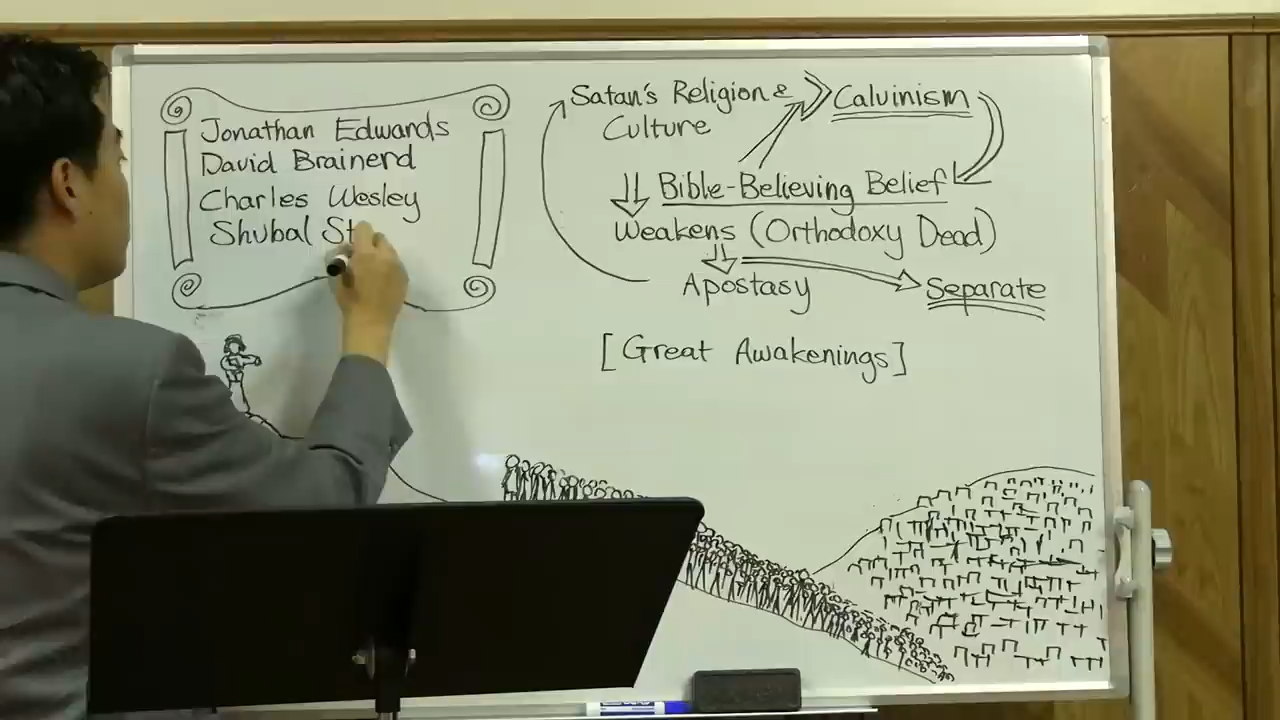 Jonathan Edwards
David Brainerd
Charles Wesley
Shubal St
Satan's Religion &
Culture
Calvinism
Bible-Believing Belief
Weakens (Orthodoxy Dead)
Apostasy
Separate
[Great Awakenings]